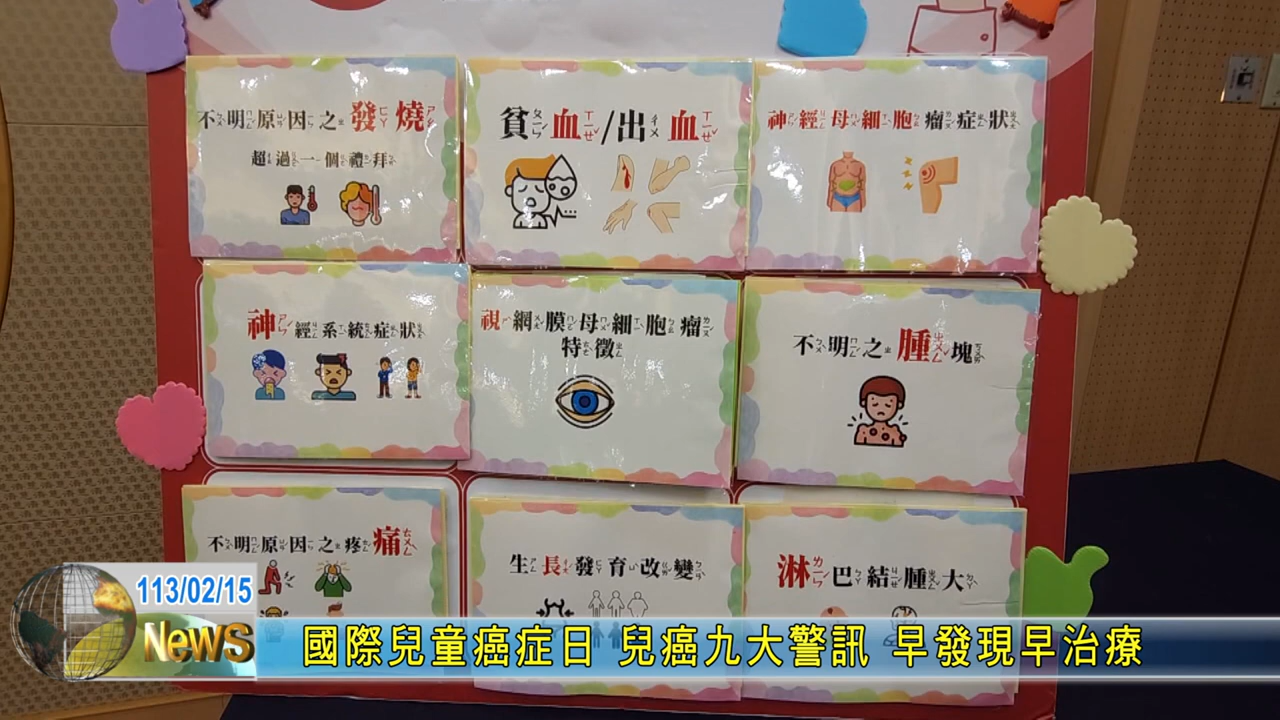 不明原因之發燒
超過一個禮拜
貧血/出血
神經母細胞瘤症狀
神經系統症狀
視網膜母細胞瘤
特徵
不明之腫塊
不明原因之疼痛
生長發育改變
淋巴結腫大
113/02/15
News
國際兒童癌症日 兒癌九大警訊 早發現早治療